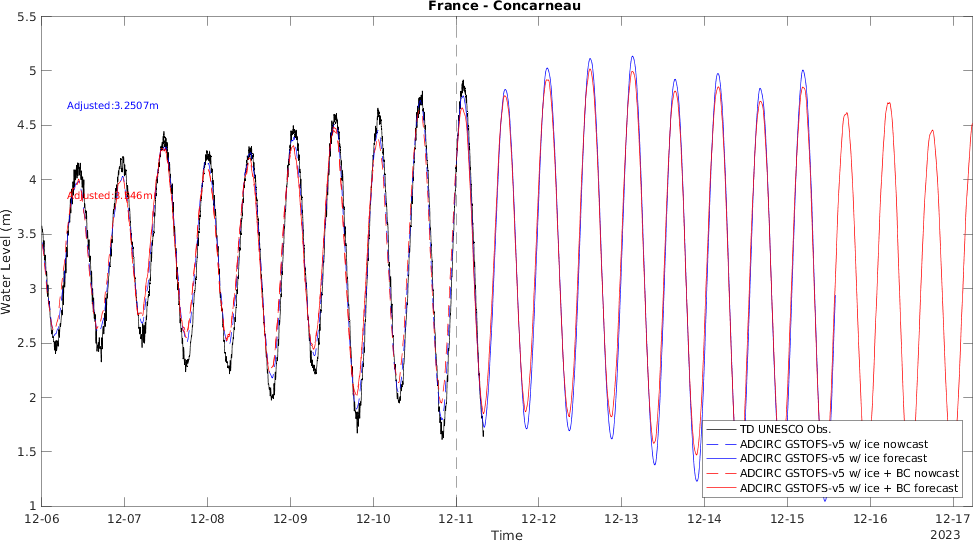 France - Concarneau
5.5
5
4.5
4
3.5
3
2.5
2
1.5
1
Water Level (m)
Adjusted:3.2507m
TD UNESCO Obs.
ADCIRC GSTOFS-v5 w/ ice nowcast
ADCIRC GSTOFS-v5 w/ ice forecast
ADCIRC GSTOFS-v5 w/ ice + BC nowcast
ADCIRC GSTOFS-v5 w/ ice + BC forecast
12-06 12-07 12-08 12-09 12-10 12-11 12-12 12-13 12-14 12-15 12-16 12-17
Time
2023